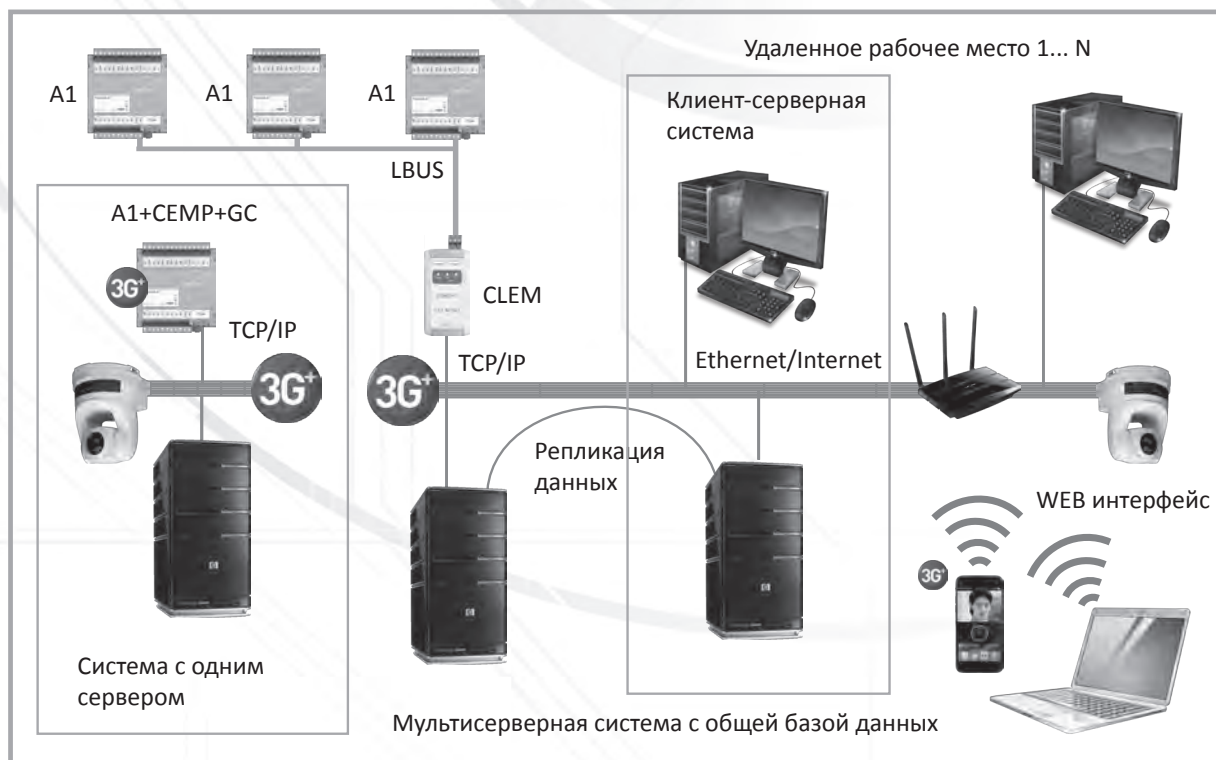 Удаленное рабочее место 1... N
A1
A1
A1
Клиент-серверная
система
LBUS
A1+CEMP+GC
3G+
CLEM
TCP/IP
3G+
3G+
TCP/IP
Ethernet/Internet
Репликация
данных
WEB интерфейс
3G+
Система с одним
сервером
Мультисерверная система с общей базой данных